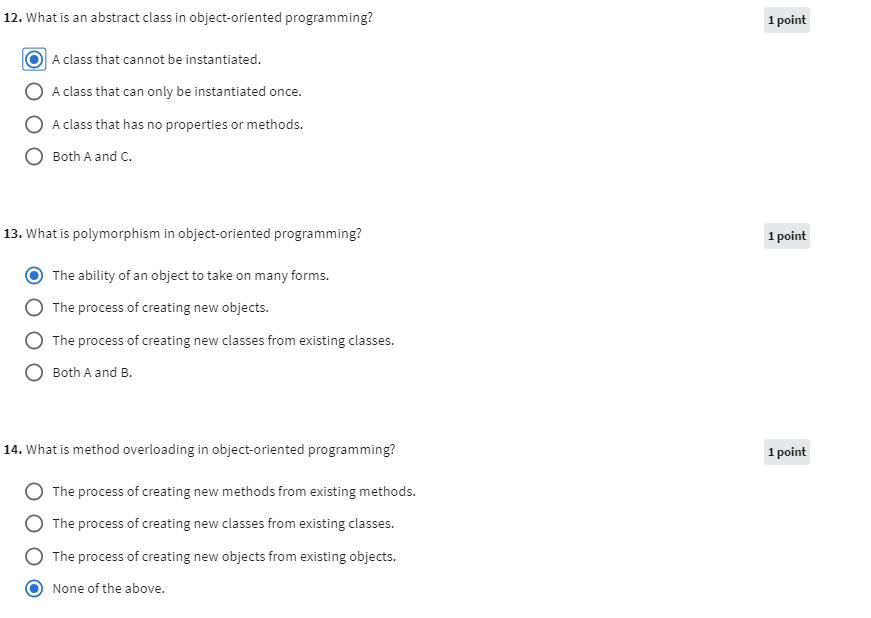 12. What is an abstract class in object-oriented programming?
1 point
A class that cannot be instantiated.
A class that can only be instantiated once.
A class that has no properties or methods.
Both A and C.
13. What is polymorphism in object-oriented programming?
1 point
The ability of an object to take on many forms.
The process of creating new objects.
The process of creating new classes from existing classes.
Both A and B.
14. What is method overloading in object-oriented programming?
1 point
The process of creating new methods from existing methods.
The process of creating new classes from existing classes.
The process of creating new objects from existing objects.
None of the above.